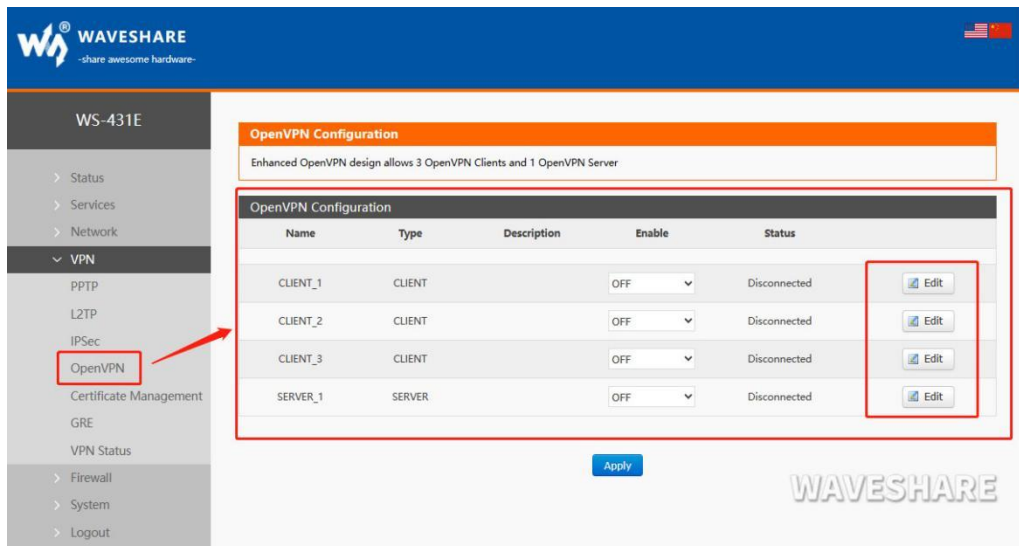 WAVESHARE
-share awesome hardware-
WS-431E
Status
Services
Network
VPN
PPTP
L2TP
IPSec
OpenVPN
Certificate Management
GRE
VPN Status
Firewall
System
Logout
OpenVPN Configuration
Enhanced OpenVPN design allows 3 OpenVPN Clients and 1 OpenVPN Server
OpenVPN Configuration
Name Type Description Enable Status
CLIENT_1 CLIENT OFF Disconnected Edit
CLIENT_2 CLIENT OFF Disconnected Edit
CLIENT_3 CLIENT OFF Disconnected Edit
SERVER_1 SERVER OFF Disconnected Edit
Apply
WAVESHARE